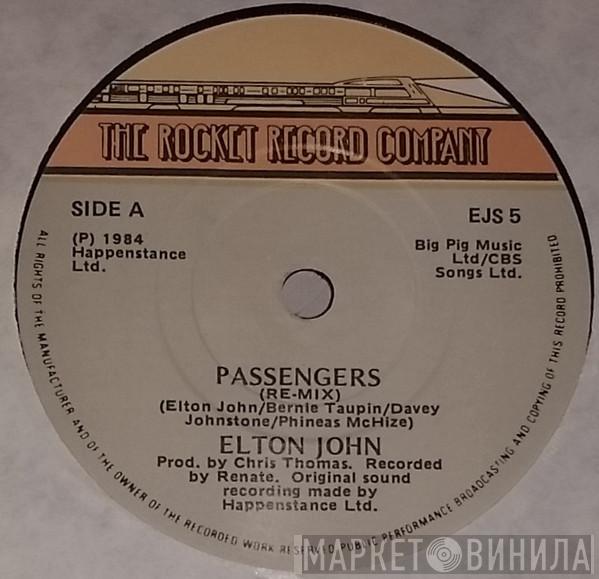 THE ROCKET RECORD COMPANY
SIDE A
EJS 5
(P) 1984
Happenstance
Ltd.
Big Pig Music
Ltd/CBS
Songs Ltd.
PASSENGERS
(RE-MIX)
(Elton John/Bernie Taupin/Davey
Johnstone/Phineas McHize)
ELTON JOHN
Prod. by Chris Thomas. Recorded
by Renate. Original sound
recording made by
Happenstance Ltd.
ALL RIGHTS OF THE MANUFACTURER AND OF THE OWNER OF THE RECORDED WORK RESERVED PUBLIC PERFORMANCE BROADCASTING AND COPYING OF THIS RECORD PROHIBITED
МАРКЕТ ВИНИЛА